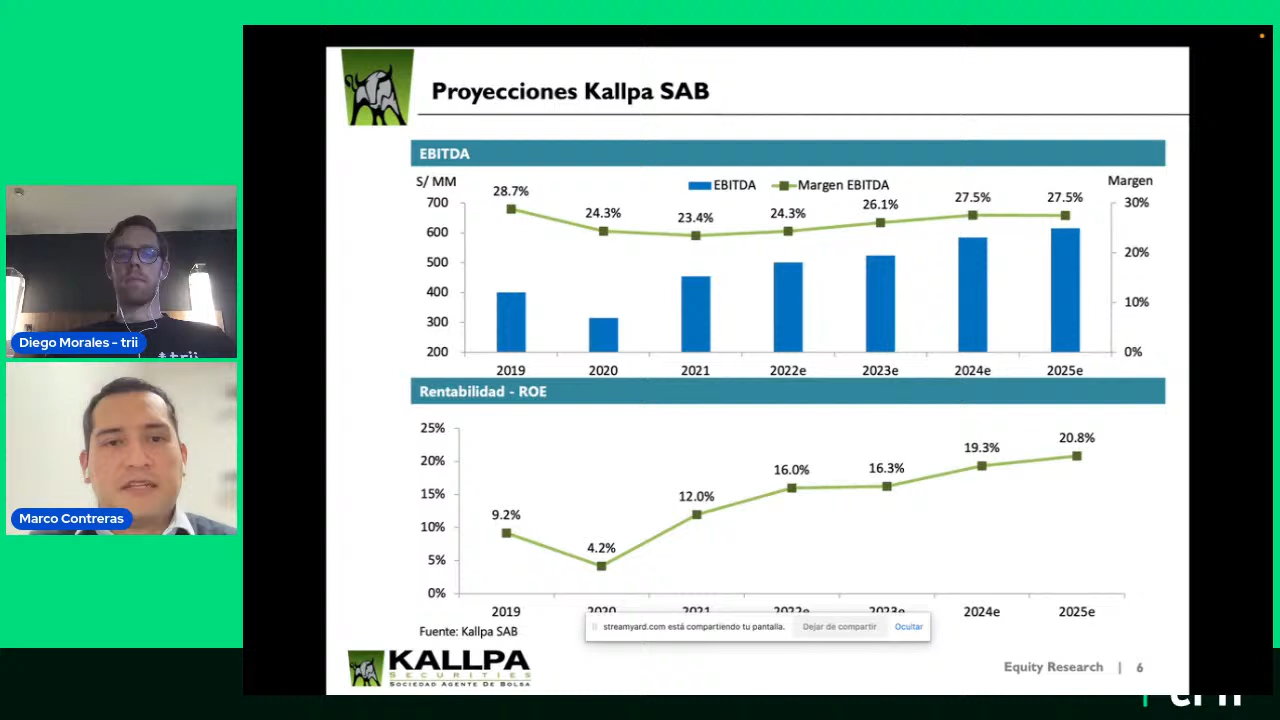 Proyecciones Kallpa SAB
EBITDA
S/ MM
EBITDA
Margen EBITDA
Margen
28.7%
24.3%
23.4%
24.3%
26.1%
27.5%
27.5%
700
600
500
400
300
200
30%
20%
10%
0%
2019
2020
2021
2022e
2023e
2024e
2025e
Rentabilidad - ROE
25%
20%
15%
10%
5%
0%
9.2%
4.2%
12.0%
16.0%
16.3%
19.3%
20.8%
2019
2020
2021
2022e
2023e
2024e
2025e
Fuente: Kallpa SAB
streamyard.com está compartiendo tu pantalla.
Dejar de compartir
Ocultar
KALLPA
SECURITIES
SOCIEDAD AGENTE DE BOLSA
Equity Research | 6
Diego Morales - trii
Marco Contreras